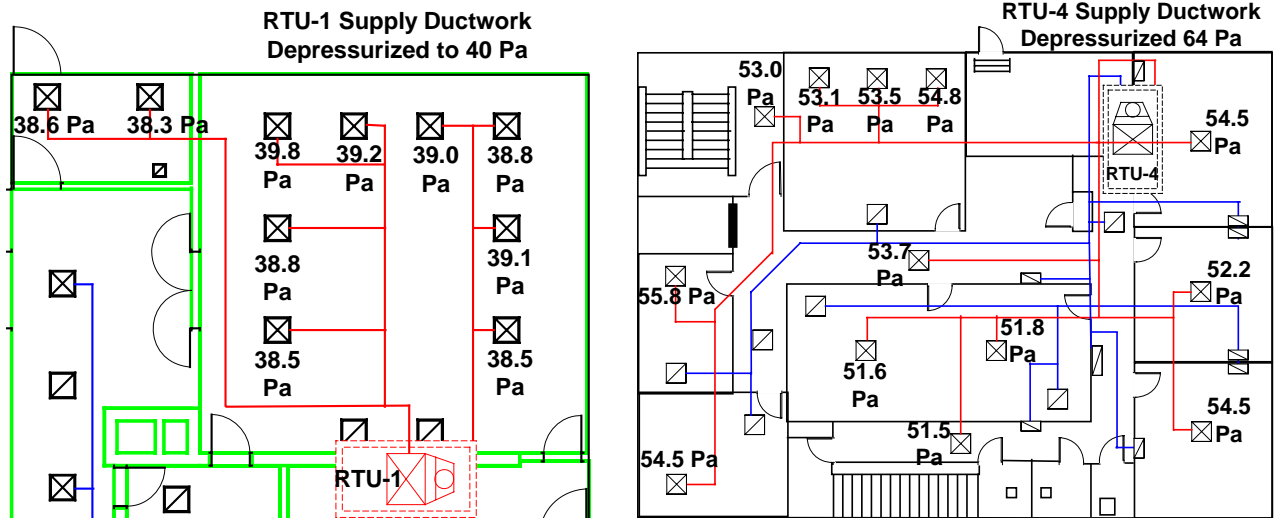 RTU-1 Supply Ductwork
Depressurized to 40 Pa
38.6 Pa
38.3 Pa
39.8
Pa
39.2
Pa
39.0
Pa
38.8
Pa
38.8
Pa
39.1
Pa
38.5
Pa
38.5
Pa
RTU-1
RTU-4 Supply Ductwork
Depressurized 64 Pa
53.0
Pa
53.1
Pa
53.5
Pa
54.8
Pa
54.5
Pa
RTU-4
53.7
Pa
55.8 Pa
52.2
Pa
51.8
Pa
51.6
Pa
54.5
Pa
51.5
Pa
54.5 Pa